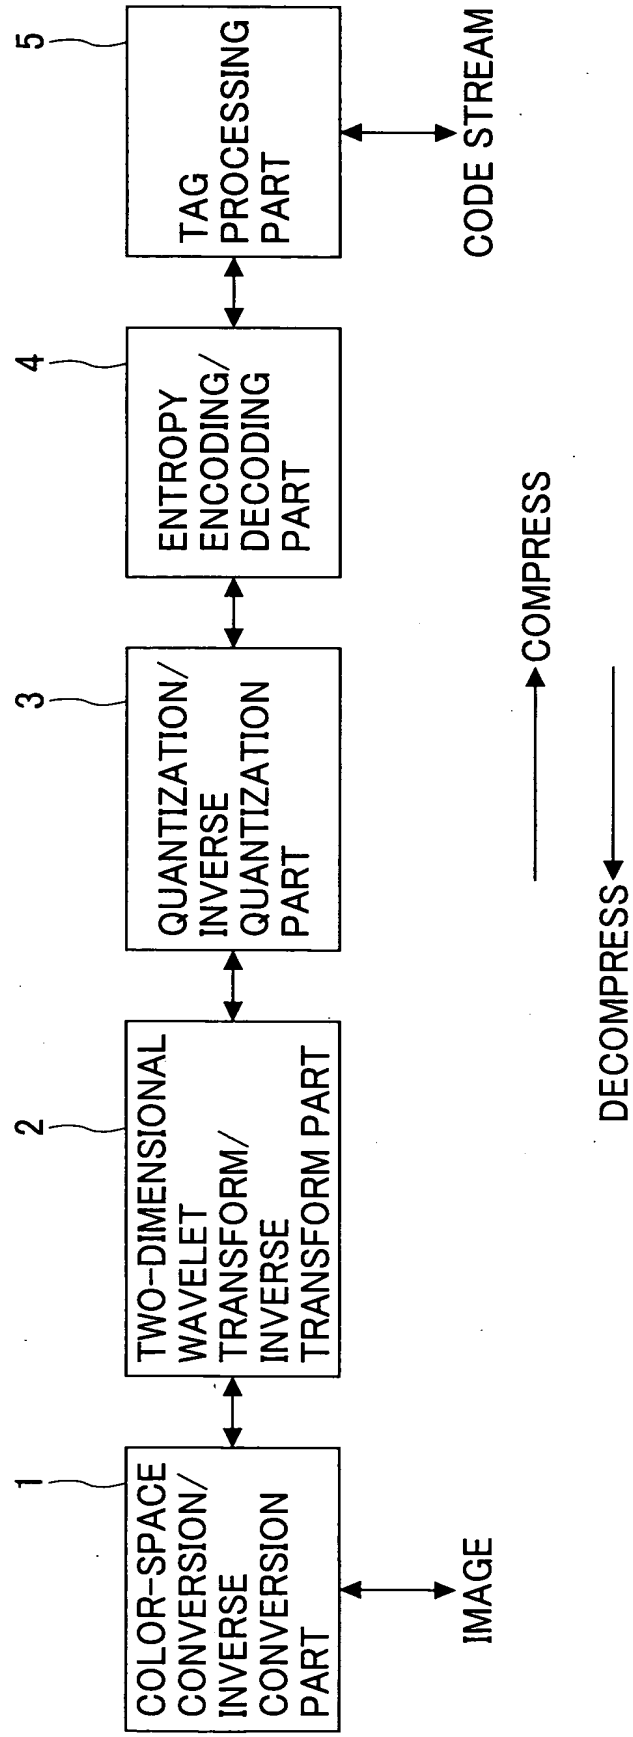 1
COLOR-SPACE
CONVERSION/
INVERSE
CONVERSION
PART
2
TWO-DIMENSIONAL
WAVELET
TRANSFORM/
INVERSE
TRANSFORM PART
3
QUANTIZATION/
INVERSE
QUANTIZATION
PART
4
ENTROPY
ENCODING/
DECODING
PART
5
TAG
PROCESSING
PART
IMAGE
CODE STREAM
COMPRESS
DECOMPRESS